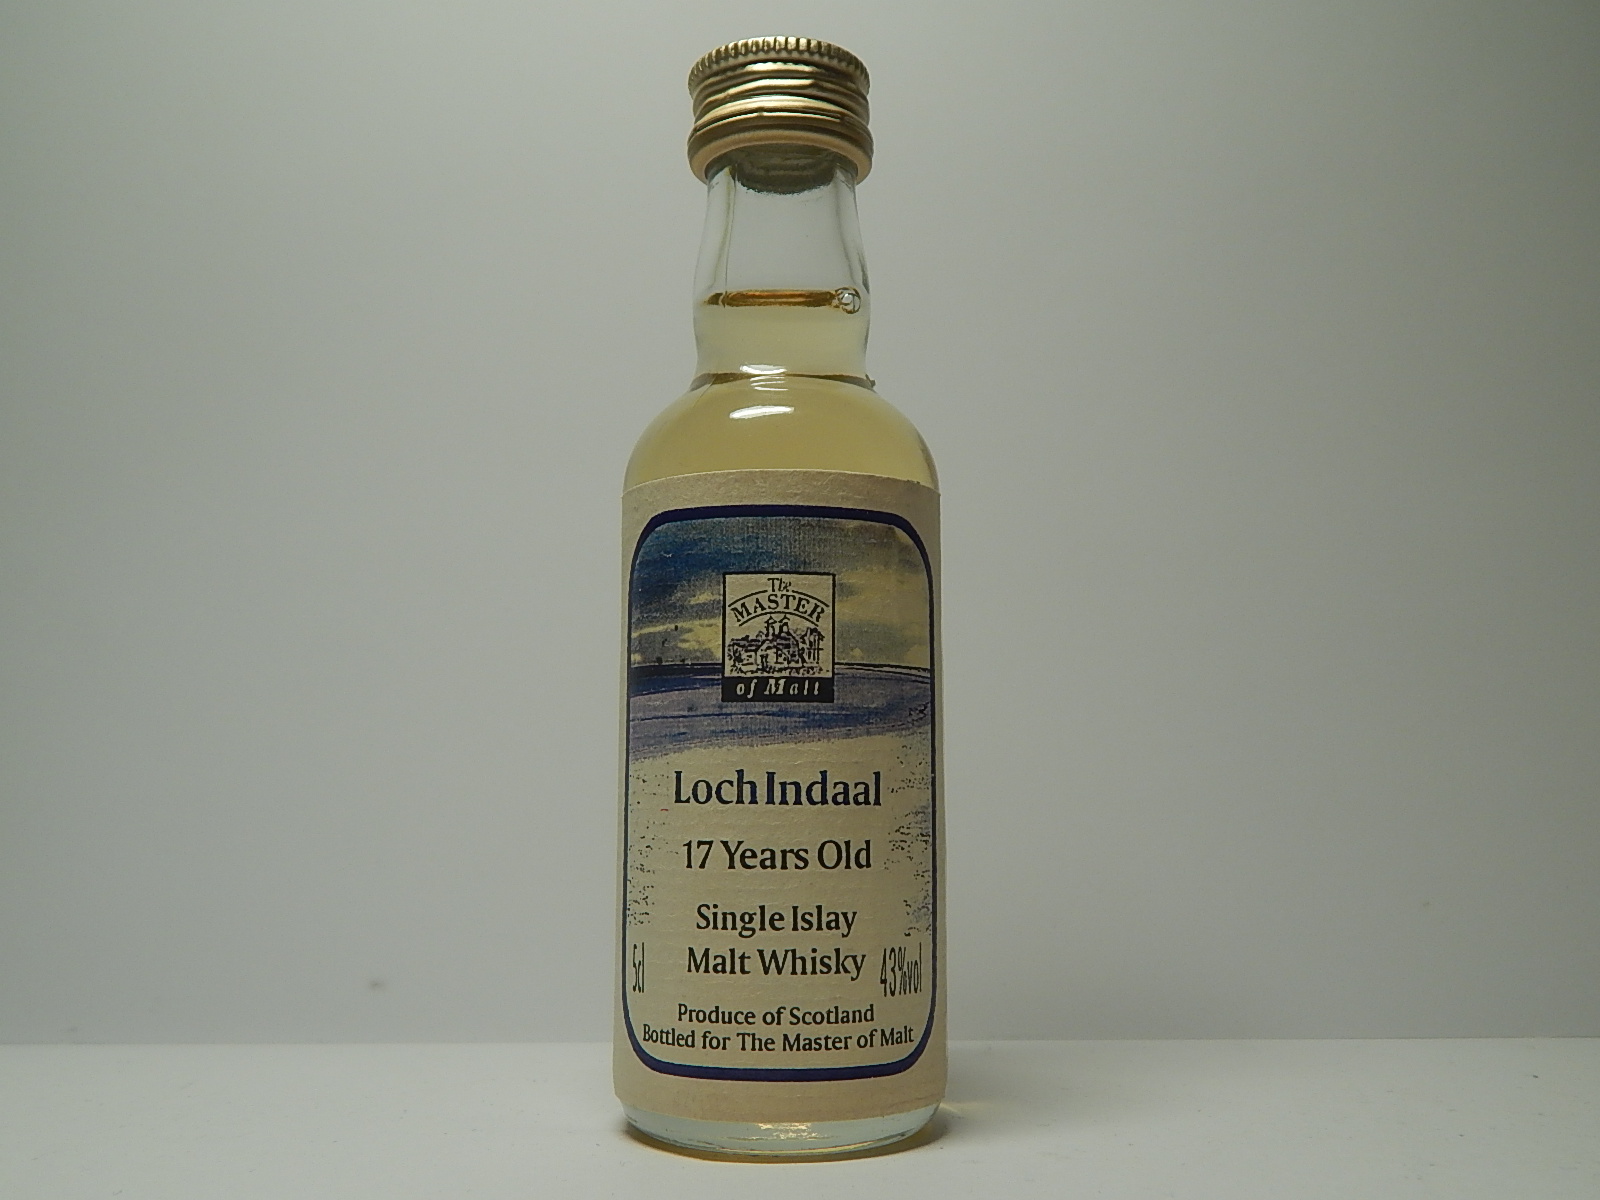 The
MASTER
of Malt
Loch Indaal
17 Years Old
Single Islay
Malt Whisky
5cl
43%vol
Produce of Scotland
Bottled for The Master of Malt